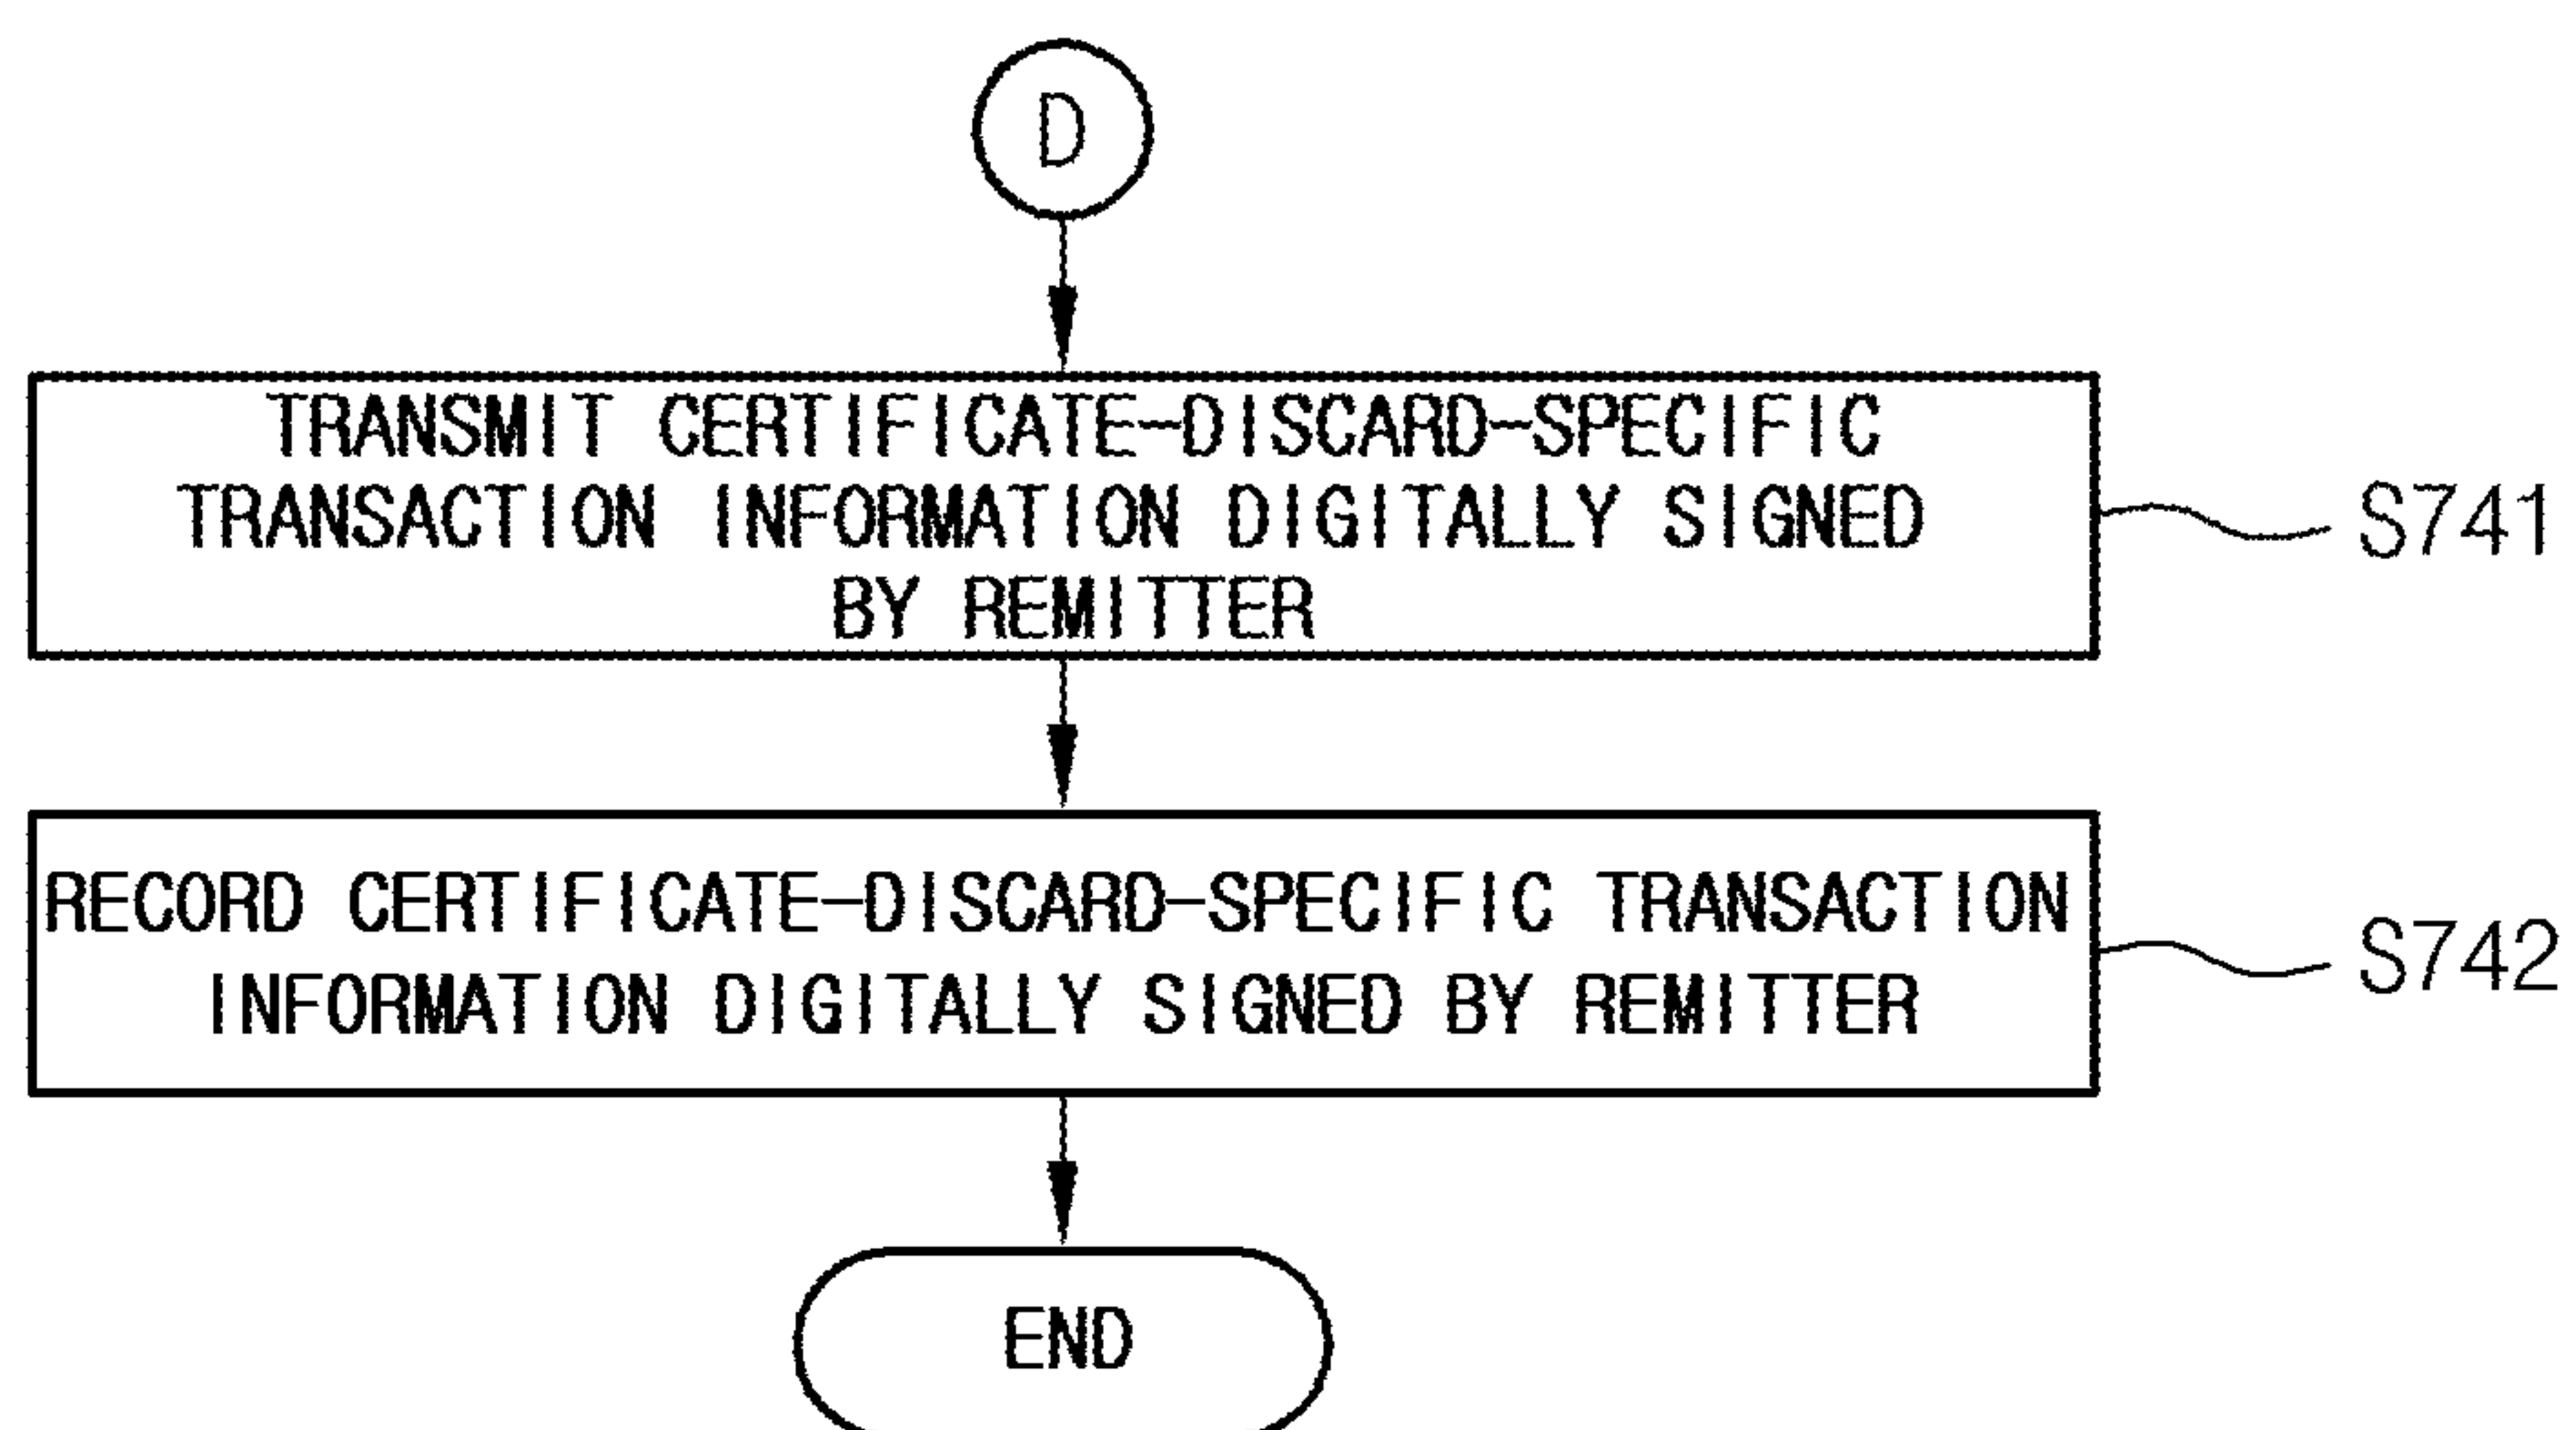 D
TRANSMIT CERTIFICATE-DISCARD-SPECIFIC
TRANSACTION INFORMATION DIGITALLY SIGNED
BY REMITTER
S741
RECORD CERTIFICATE-DISCARD-SPECIFIC TRANSACTION
INFORMATION DIGITALLY SIGNED BY REMITTER
S742
END